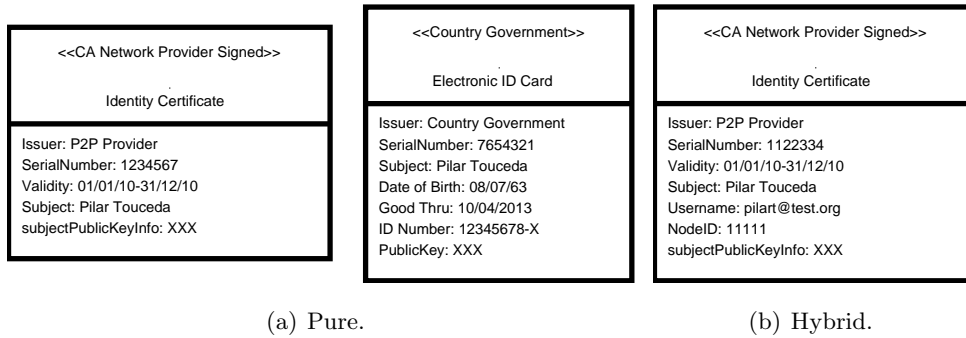 <<CA Network Provider Signed>>
.
Identity Certificate
Issuer: P2P Provider
SerialNumber: 1234567
Validity: 01/01/10-31/12/10
Subject: Pilar Touceda
subjectPublicKeyInfo: XXX
<<Country Government>>
.
Electronic ID Card
Issuer: Country Government
SerialNumber: 7654321
Subject: Pilar Touceda
Date of Birth: 08/07/63
Good Thru: 10/04/2013
ID Number: 12345678-X
PublicKey: XXX
<<CA Network Provider Signed>>
.
Identity Certificate
Issuer: P2P Provider
SerialNumber: 1122334
Validity: 01/01/10-31/12/10
Subject: Pilar Touceda
Username: pilart@test.org
NodeID: 11111
subjectPublicKeyInfo: XXX
(a) Pure.
(b) Hybrid.